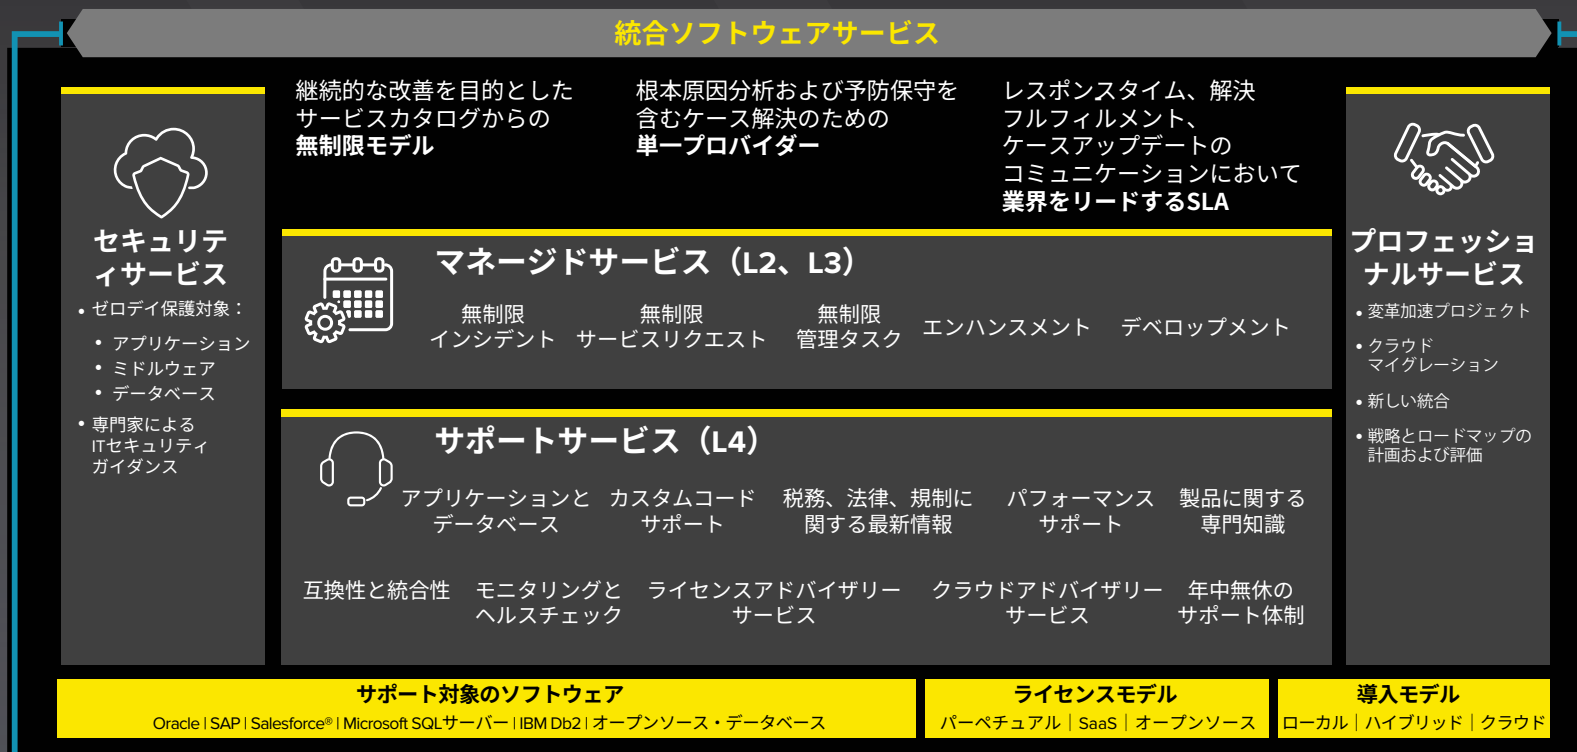 統合ソフトウェアサービス
継続的な改善を目的とした
サービスカタログからの
無制限モデル
根本原因分析および予防保守を
含むケース解決のための
単一プロバイダー
レスポンスタイム、解決
フルフィルメント、
ケースアップデートの
コミュニケーションにおいて
業界をリードするSLA
セキュリテ
ィサービス
• ゼロデイ保護対象：
• アプリケーション
• ミドルウェア
• データベース
• 専門家による
ITセキュリティ
ガイダンス
マネージドサービス（L2、L3）
無制限
インシデント
無制限
サービスリクエスト
無制限
管理タスク
エンハンスメント
デベロップメント
サポートサービス（L4）
アプリケーションと
データベース
カスタムコード
サポート
税務、法律、規制に
関する最新情報
パフォーマンス
サポート
製品に関する
専門知識
互換性と統合性
モニタリングと
ヘルスチェック
ライセンスアドバイザリー
サービス
クラウドアドバイザリー
サービス
年中無休の
サポート体制
プロフェッショ
ナルサービス
• 変革加速プロジェクト
• クラウド
マイグレーション
• 新しい統合
• 戦略とロードマップの
計画および評価
サポート対象のソフトウェア
Oracle | SAP | Salesforce® | Microsoft SQLサーバー | IBM Db2 | オープンソース・データベース
ライセンスモデル
パーペチュアル｜SaaS｜オープンソース
導入モデル
ローカル｜ハイブリッド｜クラウド